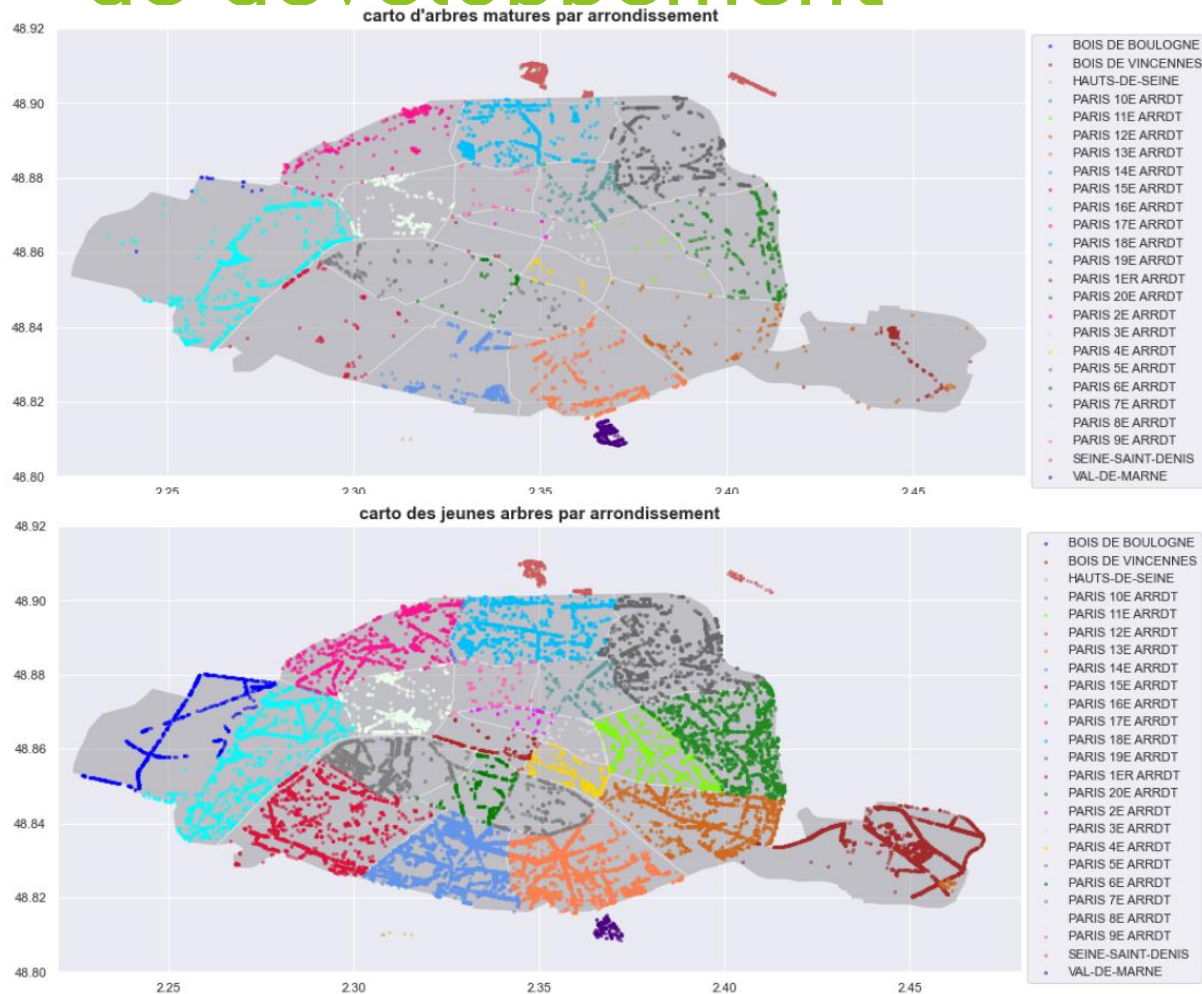 de développement
carto d'arbres matures par arrondissement
48.92
48.90
48.88
48.86
48.84
48.82
48.80
2.25 2.30 2.35 2.40 2.45
BOIS DE BOULOGNE
BOIS DE VINCENNES
HAUTS-DE-SEINE
PARIS 10E ARRDT
PARIS 11E ARRDT
PARIS 12E ARRDT
PARIS 13E ARRDT
PARIS 14E ARRDT
PARIS 15E ARRDT
PARIS 16E ARRDT
PARIS 17E ARRDT
PARIS 18E ARRDT
PARIS 19E ARRDT
PARIS 1ER ARRDT
PARIS 20E ARRDT
PARIS 2E ARRDT
PARIS 3E ARRDT
PARIS 4E ARRDT
PARIS 5E ARRDT
PARIS 6E ARRDT
PARIS 7E ARRDT
PARIS 8E ARRDT
PARIS 9E ARRDT
SEINE-SAINT-DENIS
VAL-DE-MARNE
carto des jeunes arbres par arrondissement
48.92
48.90
48.88
48.86
48.84
48.82
48.80
2.25 2.30 2.35 2.40 2.45
BOIS DE BOULOGNE
BOIS DE VINCENNES
HAUTS-DE-SEINE
PARIS 10E ARRDT
PARIS 11E ARRDT
PARIS 12E ARRDT
PARIS 13E ARRDT
PARIS 14E ARRDT
PARIS 15E ARRDT
PARIS 16E ARRDT
PARIS 17E ARRDT
PARIS 18E ARRDT
PARIS 19E ARRDT
PARIS 1ER ARRDT
PARIS 20E ARRDT
PARIS 2E ARRDT
PARIS 3E ARRDT
PARIS 4E ARRDT
PARIS 5E ARRDT
PARIS 6E ARRDT
PARIS 7E ARRDT
PARIS 8E ARRDT
PARIS 9E ARRDT
SEINE-SAINT-DENIS
VAL-DE-MARNE